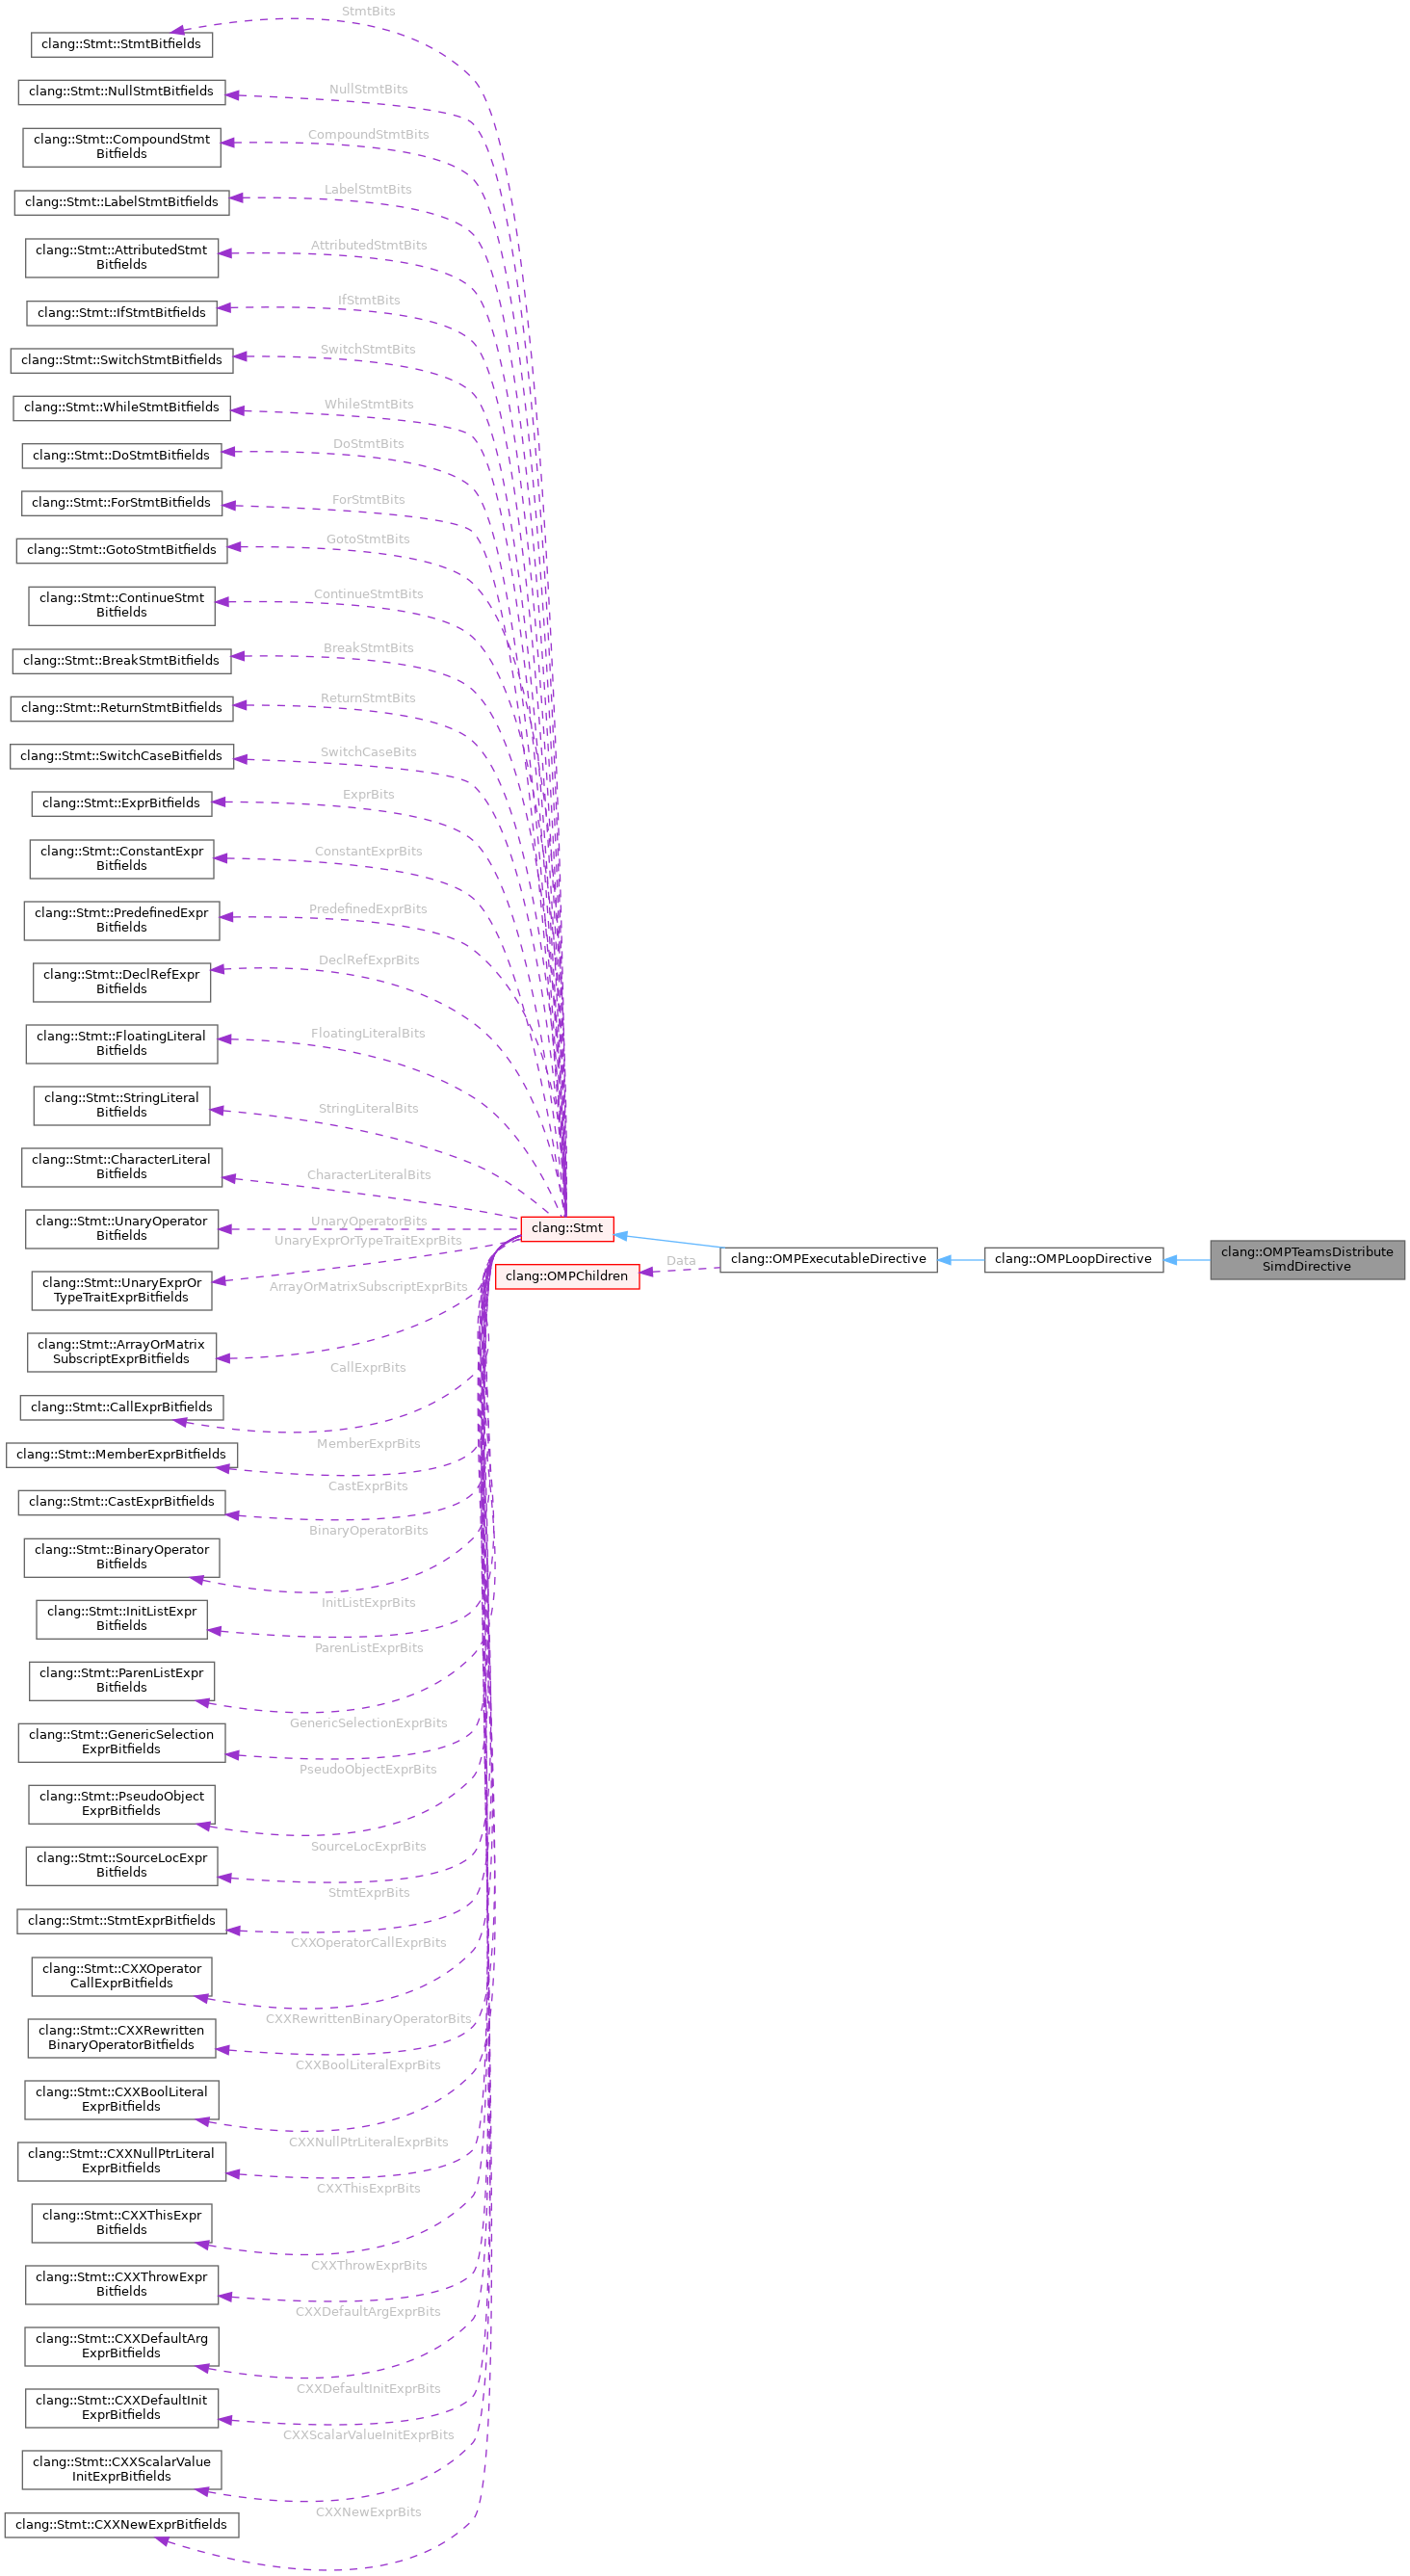 StmtBits
clang::Stmt::StmtBitfields
NullStmtBits
clang::Stmt::NullStmtBitfields
CompoundStmtBits
clang::Stmt::CompoundStmt
Bitfields
LabelStmtBits
clang::Stmt::LabelStmtBitfields
AttributedStmtBits
clang::Stmt::AttributedStmt
Bitfields
IfStmtBits
clang::Stmt::IfStmtBitfields
SwitchStmtBits
clang::Stmt::SwitchStmtBitfields
WhileStmtBits
clang::Stmt::WhileStmtBitfields
DoStmtBits
clang::Stmt::DoStmtBitfields
ForStmtBits
clang::Stmt::ForStmtBitfields
GotoStmtBits
clang::Stmt::GotoStmtBitfields
ContinueStmtBits
clang::Stmt::ContinueStmt
Bitfields
BreakStmtBits
clang::Stmt::BreakStmtBitfields
ReturnStmtBits
clang::Stmt::ReturnStmtBitfields
SwitchCaseBits
clang::Stmt::SwitchCaseBitfields
ExprBits
clang::Stmt::ExprBitfields
ConstantExprBits
clang::Stmt::ConstantExpr
Bitfields
PredefinedExprBits
clang::Stmt::PredefinedExpr
Bitfields
DeclRefExprBits
clang::Stmt::DeclRefExpr
Bitfields
FloatingLiteralBits
clang::Stmt::FloatingLiteral
Bitfields
StringLiteralBits
clang::Stmt::StringLiteral
Bitfields
CharacterLiteralBits
clang::Stmt::CharacterLiteral
Bitfields
UnaryOperatorBits
clang::Stmt::UnaryOperator
Bitfields
clang::Stmt
UnaryExprOrTypeTraitExprBits
clang::Stmt::UnaryExprOr
TypeTraitExprBitfields
clang::OMPChildren
Data
clang::OMPExecutableDirective
clang::OMPLoopDirective
clang::OMPTeamsDistribute
SimdDirective
ArrayOrMatrixSubscriptExprBits
clang::Stmt::ArrayOrMatrix
SubscriptExprBitfields
CallExprBits
clang::Stmt::CallExprBitfields
MemberExprBits
clang::Stmt::MemberExprBitfields
CastExprBits
clang::Stmt::CastExprBitfields
BinaryOperatorBits
clang::Stmt::BinaryOperator
Bitfields
InitListExprBits
clang::Stmt::InitListExpr
Bitfields
ParenListExprBits
clang::Stmt::ParenListExpr
Bitfields
GenericSelectionExprBits
clang::Stmt::GenericSelection
ExprBitfields
PseudoObjectExprBits
clang::Stmt::PseudoObject
ExprBitfields
SourceLocExprBits
clang::Stmt::SourceLocExpr
Bitfields
StmtExprBits
clang::Stmt::StmtExprBitfields
CXXOperatorCallExprBits
clang::Stmt::CXXOperator
CallExprBitfields
CXXRewrittenBinaryOperatorBits
clang::Stmt::CXXRewritten
BinaryOperatorBitfields
CXXBoolLiteralExprBits
clang::Stmt::CXXBoolLiteral
ExprBitfields
CXXNullPtrLiteralExprBits
clang::Stmt::CXXNullPtrLiteral
ExprBitfields
CXXThisExprBits
clang::Stmt::CXXThisExpr
Bitfields
CXXThrowExprBits
clang::Stmt::CXXThrowExpr
Bitfields
CXXDefaultArgExprBits
clang::Stmt::CXXDefaultArg
ExprBitfields
CXXDefaultInitExprBits
clang::Stmt::CXXDefaultInit
ExprBitfields
CXXScalarValueInitExprBits
clang::Stmt::CXXScalarValue
InitExprBitfields
CXXNewExprBits
clang::Stmt::CXXNewExprBitfields